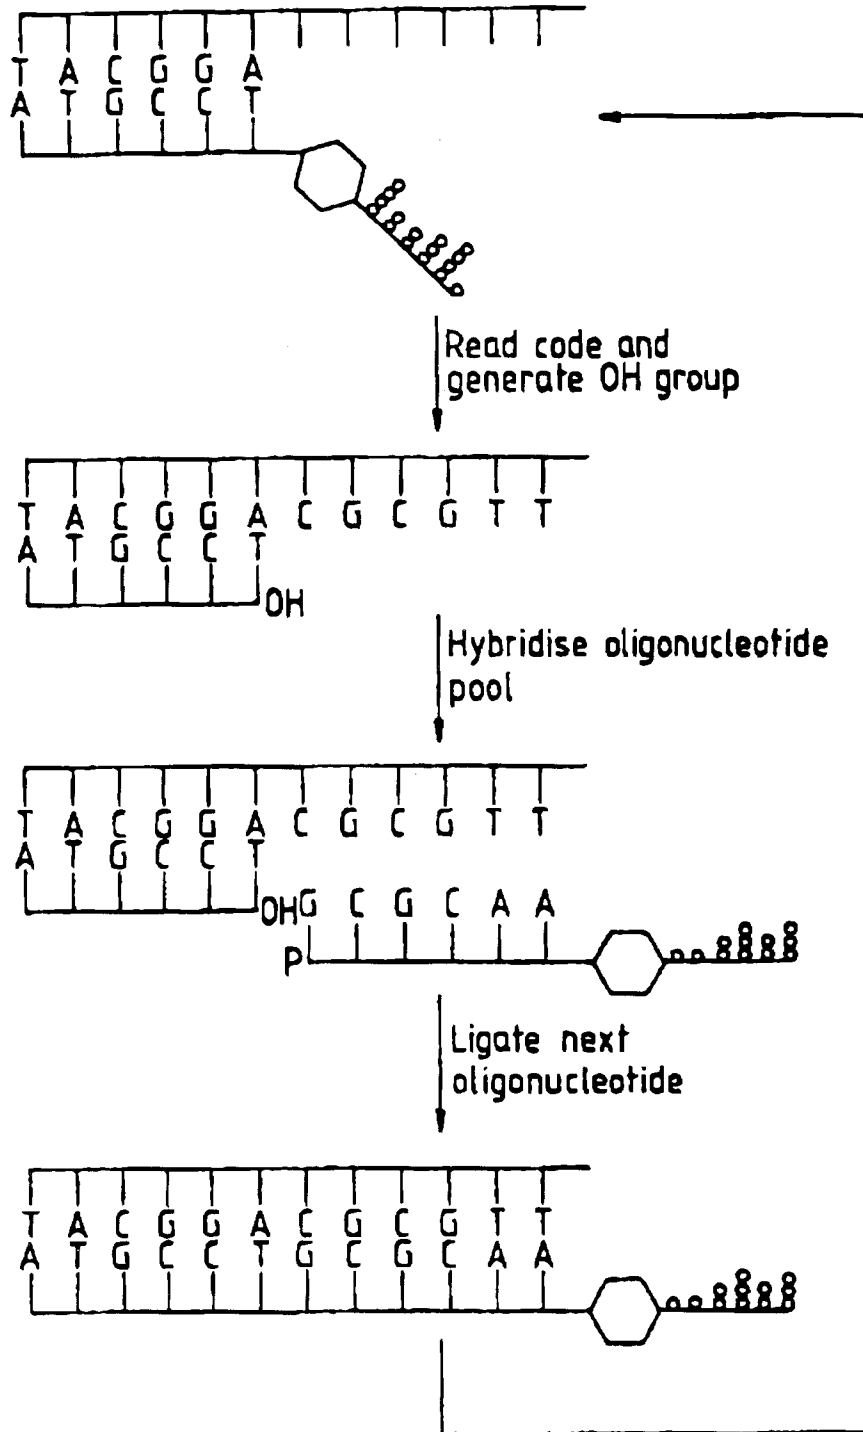 T A C G G A
A T G C C T
Read code and
generate OH group
T A C G G A C G C G T T
A T G C C T
OH
Hybridise oligonucleotide
pool
T A C G G A C G C G T T
A T G C C T
OH G C G C A A
P
Ligate next
oligonucleotide
T A C G G A C G C G T T
A T G C C T G C G C A A